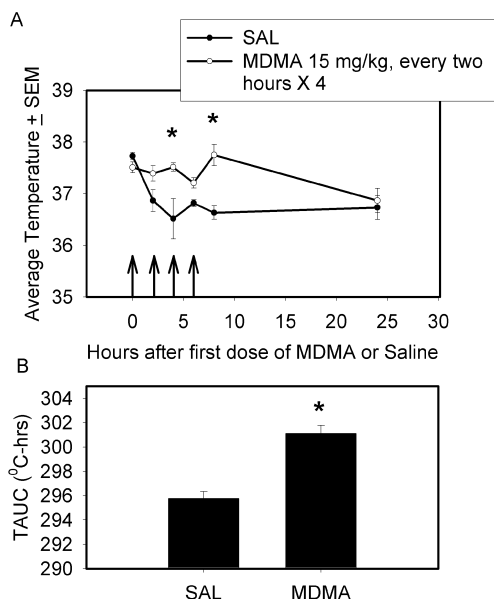 A
SAL
MDMA 15 mg/kg, every two
hours X 4
39
38
37
36
35
* *
Average Temperature ± SEM
0 5 10 15 20 25 30
Hours after first dose of MDMA or Saline
B
304
302
300
298
296
294
292
290
*
TAUC (⁰C-hrs)
SAL MDMA